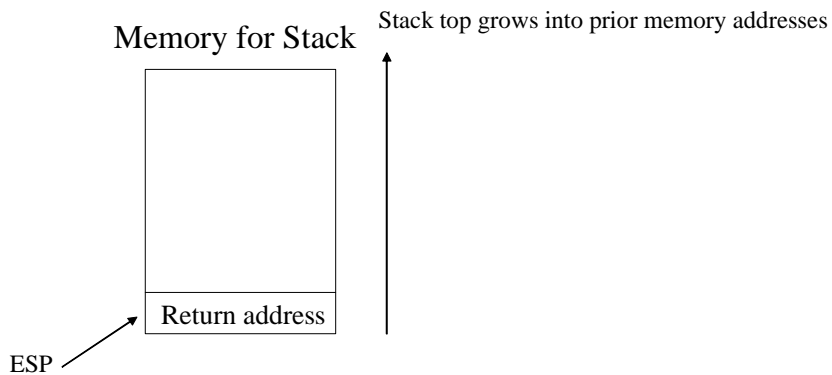 Stack top grows into prior memory addresses
Memory for Stack
Return address
ESP